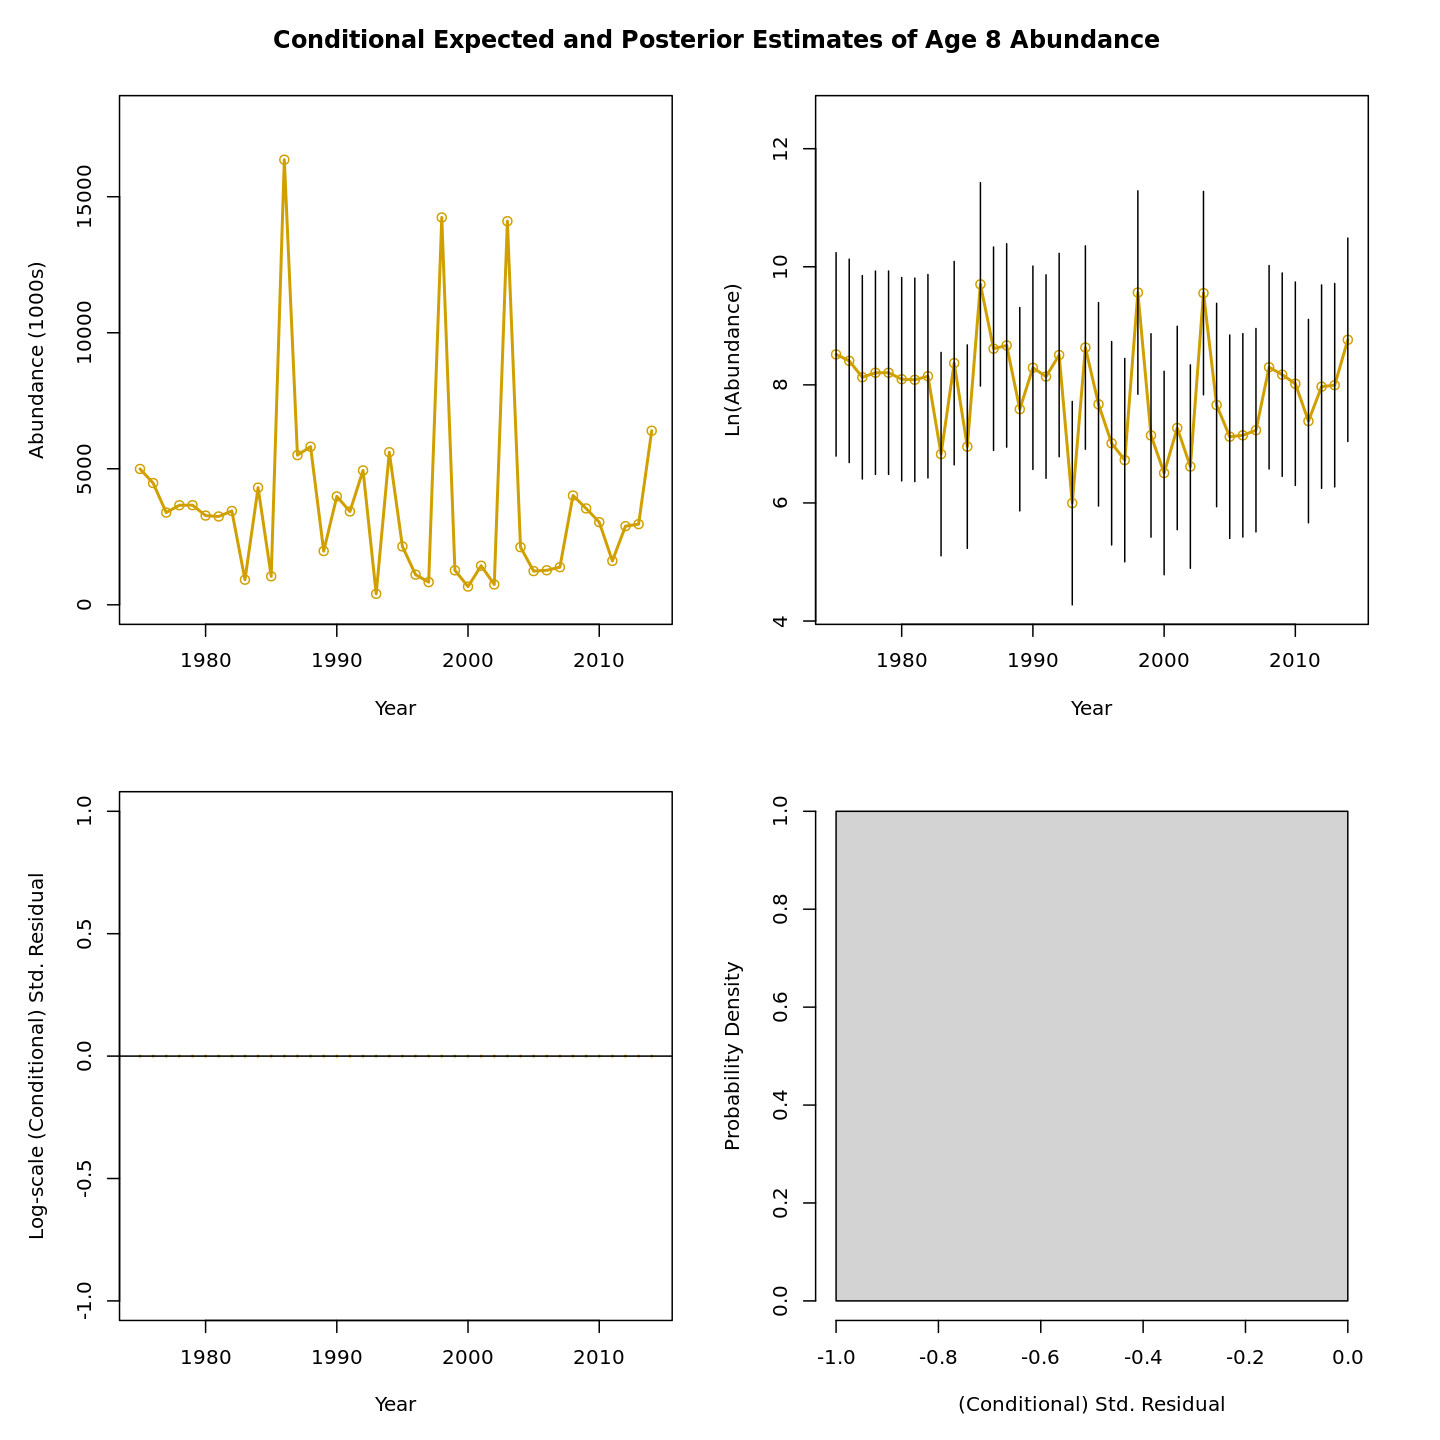 Conditional Expected and Posterior Estimates of Age 8 Abundance
Abundance (1000s)
15000
10000
5000
0
1980 1990 2000 2010
Year
Ln(Abundance)
12
10
8
6
4
1980 1990 2000 2010
Year
Log-scale (Conditional) Std. Residual
1.0
0.5
0.0
-0.5
-1.0
1980 1990 2000 2010
Year
Probability Density
1.0
0.8
0.6
0.4
0.2
0.0
-1.0 -0.8 -0.6 -0.4 -0.2 0.0
(Conditional) Std. Residual